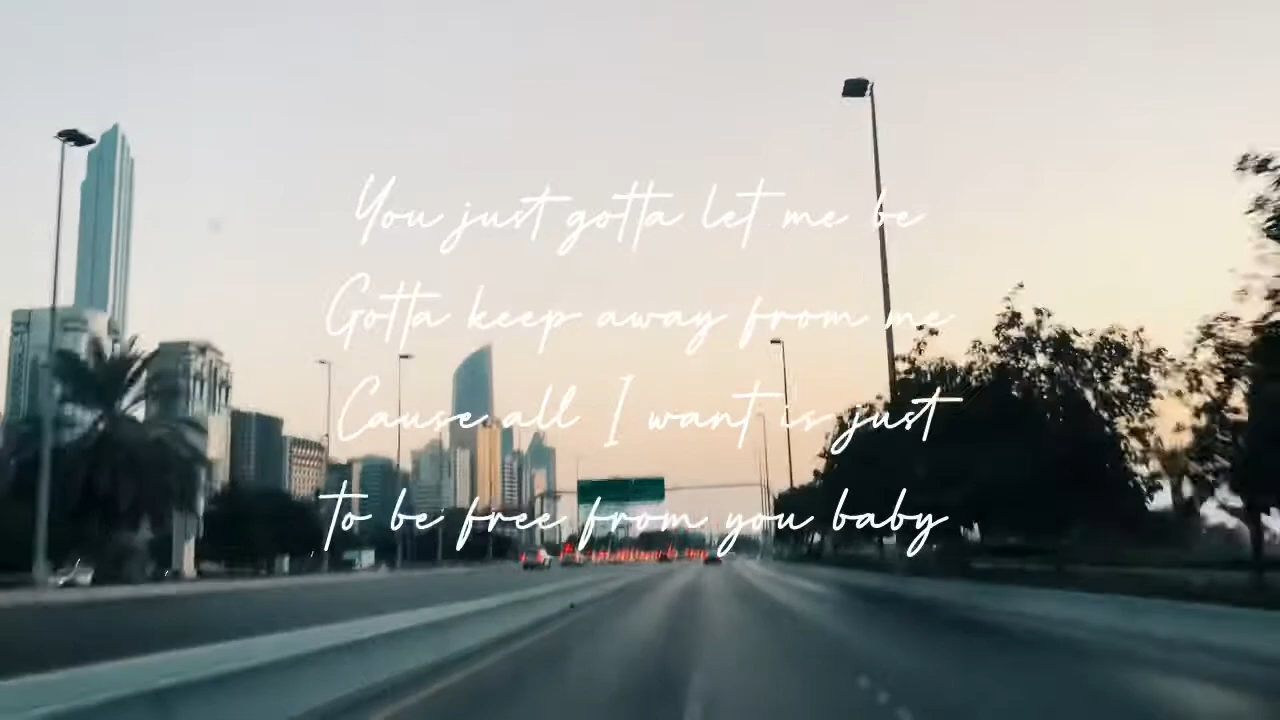 You just gotta let me be
Gotta keep away from me
Cause all I want is just
to be free from you baby